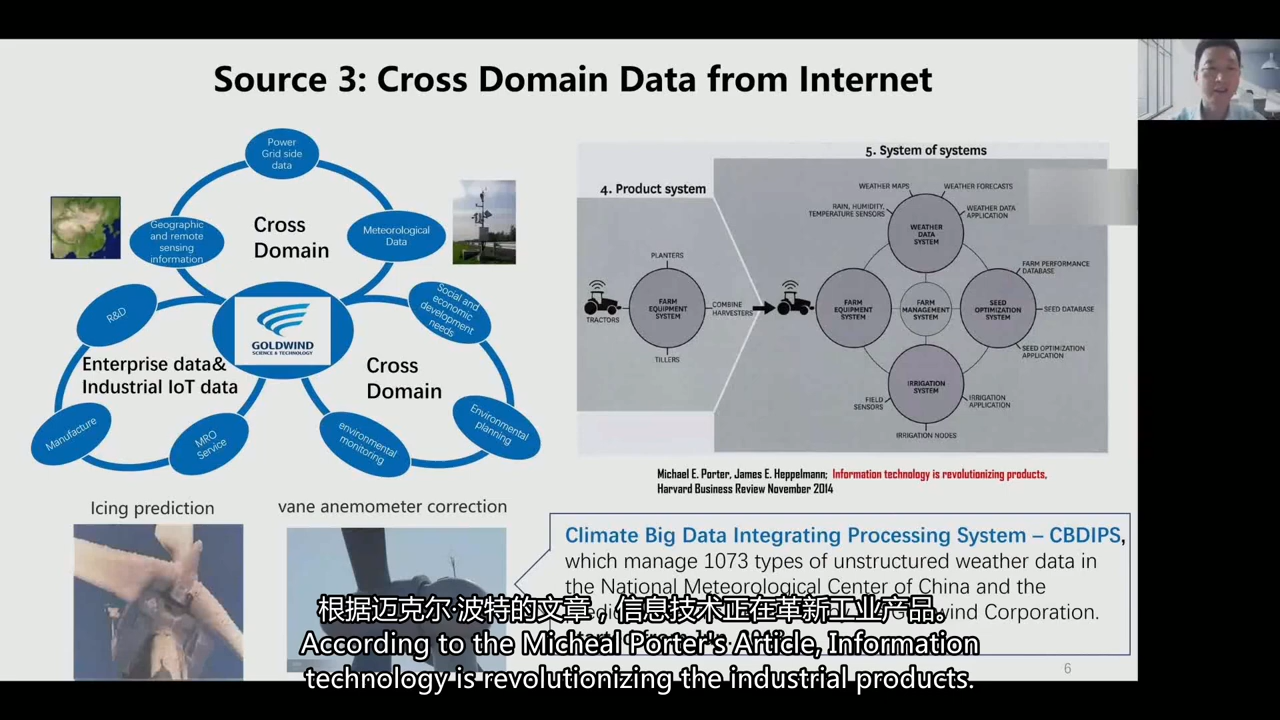 Source 3: Cross Domain Data from Internet
Power
Grid side
data
Geographic
and remote
sensing
information
Cross
Domain
Meteorological
Data
R&D
GOLDWIND
SCIENCE & TECHNOLOGY
Social and
economic
development
needs
Enterprise data&
Industrial IoT data
Cross
Domain
Manufacture
MRO
Service
environmental
monitoring
Environmental
planning
Icing prediction
vane anemometer correction
4. Product system
PLANTERS
TRACTORS
FARM
EQUIPMENT
SYSTEM
COMBINE
HARVESTERS
TILLERS
5. System of systems
WEATHER MAPS
WEATHER FORECASTS
RAIN, HUMIDITY,
TEMPERATURE SENSORS
WEATHER DATA
APPLICATION
WEATHER
DATA
SYSTEM
FARM
EQUIPMENT
SYSTEM
FARM
MANAGEMENT
SYSTEM
SEED
OPTIMIZATION
SYSTEM
FARM PERFORMANCE
DATABASE
SEED DATABASE
SEED OPTIMIZATION
APPLICATION
IRRIGATION
SYSTEM
FIELD
SENSORS
IRRIGATION
APPLICATION
IRRIGATION NODES
Michael E. Porter, James E. Heppelmann; Information technology is revolutionizing products,
Harvard Business Review November 2014
Climate Big Data Integrating Processing System – CBDIPS,
which manage 1073 types of unstructured weather data in
the National Meteorological Center of China and the
wind Corporation.
6
根据迈克尔·波特的文章，信息技术正在革新工业产品。
According to the Micheal Porter's Article, Information
technology is revolutionizing the industrial products.